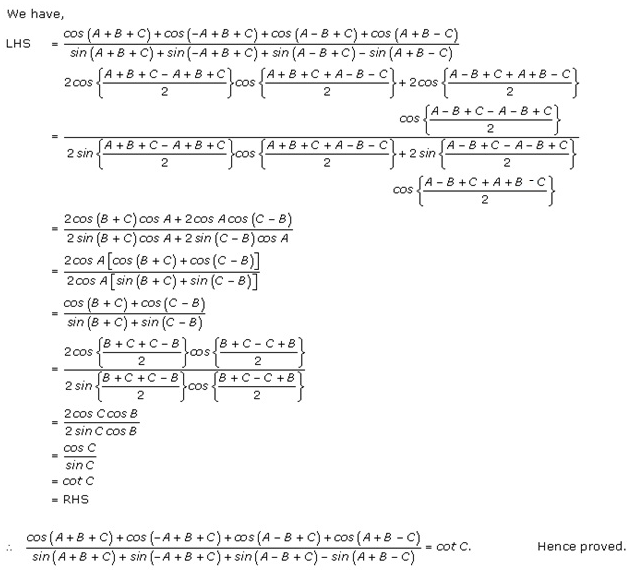 We have,
LHS = \frac{cos (A + B + C) + cos (-A + B + C) + cos (A - B + C) + cos (A + B - C)}{sin (A + B + C) + sin (-A + B + C) + sin (A - B + C) - sin (A + B - C)}
= \frac{2 cos \left\{\frac{A + B + C - A + B + C}{2}\right\} cos \left\{\frac{A + B + C + A - B - C}{2}\right\} + 2 cos \left\{\frac{A - B + C + A + B - C}{2}\right\} cos \left\{\frac{A - B + C - A - B + C}{2}\right\}}{2 sin \left\{\frac{A + B + C - A + B + C}{2}\right\} cos \left\{\frac{A + B + C + A - B - C}{2}\right\} + 2 sin \left\{\frac{A - B + C - A - B + C}{2}\right\} cos \left\{\frac{A - B + C + A + B - C}{2}\right\}}
= \frac{2 cos (B + C) cos A + 2 cos A cos (C - B)}{2 sin (B + C) cos A + 2 sin (C - B) cos A}
= \frac{2 cos A [cos (B + C) + cos (C - B)]}{2 cos A [sin (B + C) + sin (C - B)]}
= \frac{cos (B + C) + cos (C - B)}{sin (B + C) + sin (C - B)}
= \frac{2 cos \left\{\frac{B + C + C - B}{2}\right\} cos \left\{\frac{B + C - C + B}{2}\right\}}{2 sin \left\{\frac{B + C + C - B}{2}\right\} cos \left\{\frac{B + C - C + B}{2}\right\}}
= \frac{2 cos C cos B}{2 sin C cos B}
= \frac{cos C}{sin C}
= cot C
= RHS
∴ \frac{cos (A + B + C) + cos (-A + B + C) + cos (A - B + C) + cos (A + B - C)}{sin (A + B + C) + sin (-A + B + C) + sin (A - B + C) - sin (A + B - C)} = cot C. Hence proved.